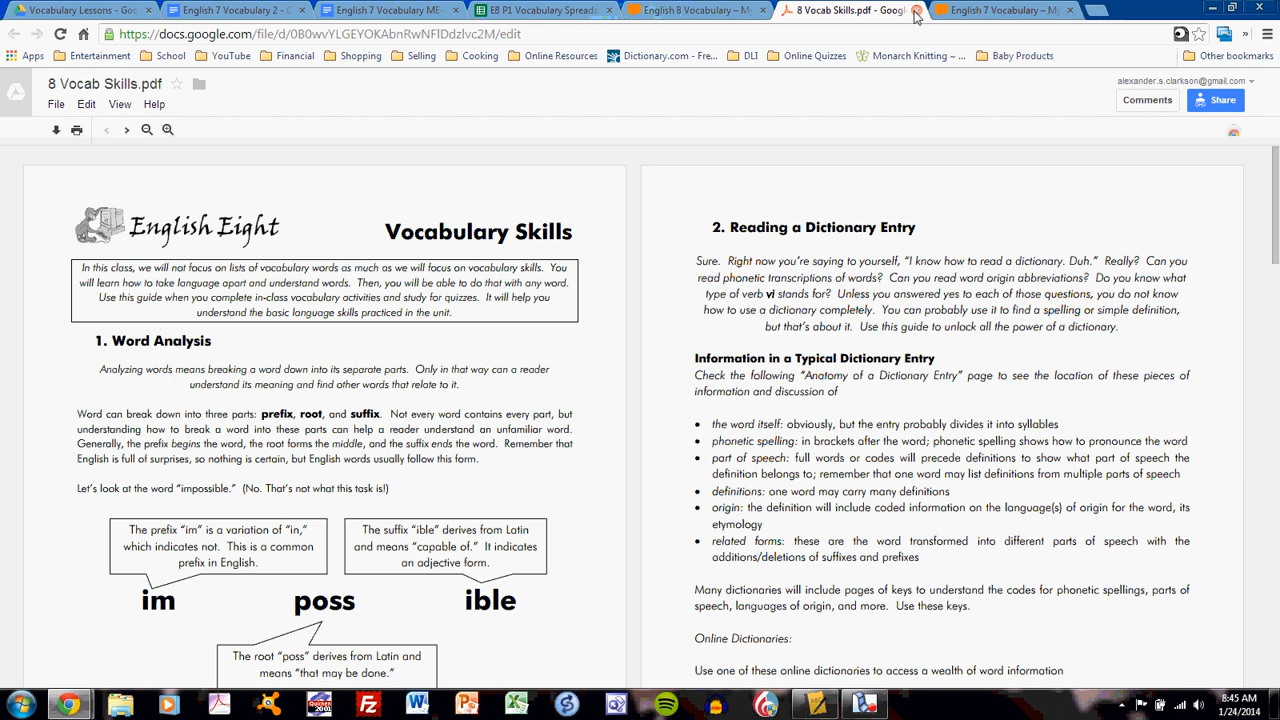 Vocabulary Lessons - Goo
English 7 Vocabulary 2 - G
English 7 Vocabulary ME-
E8 P1 Vocabulary Spreads
English 8 Vocabulary – My
8 Vocab Skills.pdf - Googl
English 7 Vocabulary – My
https://docs.google.com/file/d/0B0wvYLGEYOKAbnRwNFlDdzlvc2M/edit
Apps
Entertainment
School
YouTube
Financial
Shopping
Selling
Cooking
Online Resources
Dictionary.com - Fre...
DLI
Online Quizzes
Monarch Knitting ~ ...
Baby Products
Other bookmarks
8 Vocab Skills.pdf
alexander.s.clarkson@gmail.com
File Edit View Help
Comments
Share
English Eight
Vocabulary Skills
In this class, we will not focus on lists of vocabulary words as much as we will focus on vocabulary skills. You
will learn how to take language apart and understand words. Then, you will be able to do that with any word.
Use this guide when you complete in-class vocabulary activities and study for quizzes. It will help you
understand the basic language skills practiced in the unit.
1. Word Analysis
Analyzing words means breaking a word down into its separate parts. Only in that way can a reader
understand its meaning and find other words that relate to it.
Word can break down into three parts: prefix, root, and suffix. Not every word contains every part, but
understanding how to break a word into these parts can help a reader understand an unfamiliar word.
Generally, the prefix begins the word, the root forms the middle, and the suffix ends the word. Remember that
English is full of surprises, so nothing is certain, but English words usually follow this form.
Let's look at the word "impossible." (No. That's not what this task is!)
The prefix "im" is a variation of "in,"
which indicates not. This is a common
prefix in English.
The suffix "ible" derives from Latin
and means "capable of." It indicates
an adjective form.
im poss ible
The root "poss" derives from Latin and
means "that may be done."
2. Reading a Dictionary Entry
Sure. Right now you're saying to yourself, "I know how to read a dictionary. Duh." Really? Can you
read phonetic transcriptions of words? Can you read word origin abbreviations? Do you know what
type of verb vi stands for? Unless you answered yes to each of those questions, you do not know
how to use a dictionary completely. You can probably use it to find a spelling or simple definition,
but that's about it. Use this guide to unlock all the power of a dictionary.
Information in a Typical Dictionary Entry
Check the following "Anatomy of a Dictionary Entry" page to see the location of these pieces of
information and discussion of
• the word itself: obviously, but the entry probably divides it into syllables
• phonetic spelling: in brackets after the word; phonetic spelling shows how to pronounce the word
• part of speech: full words or codes will precede definitions to show what part of speech the
definition belongs to; remember that one word may list definitions from multiple parts of speech
• definitions: one word may carry many definitions
• origin: the definition will include coded information on the language(s) of origin for the word, its
etymology
• related forms: these are the word transformed into different parts of speech with the
additions/deletions of suffixes and prefixes
Many dictionaries will include pages of keys to understand the codes for phonetic spellings, parts of
speech, languages of origin, and more. Use these keys.
Online Dictionaries:
Use one of these online dictionaries to access a wealth of word information
8:45 AM
1/24/2014